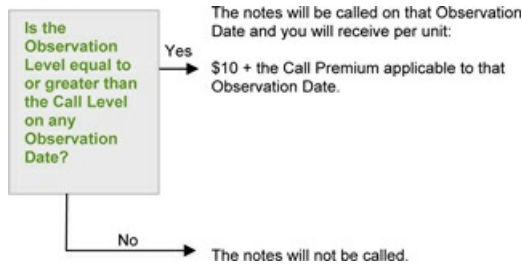 Is the
Observation
Level equal to
or greater than
the Call Level
on any
Observation
Date?
Yes
The notes will be called on that Observation
Date and you will receive per unit:
$10 + the Call Premium applicable to that
Observation Date.
No
The notes will not be called.